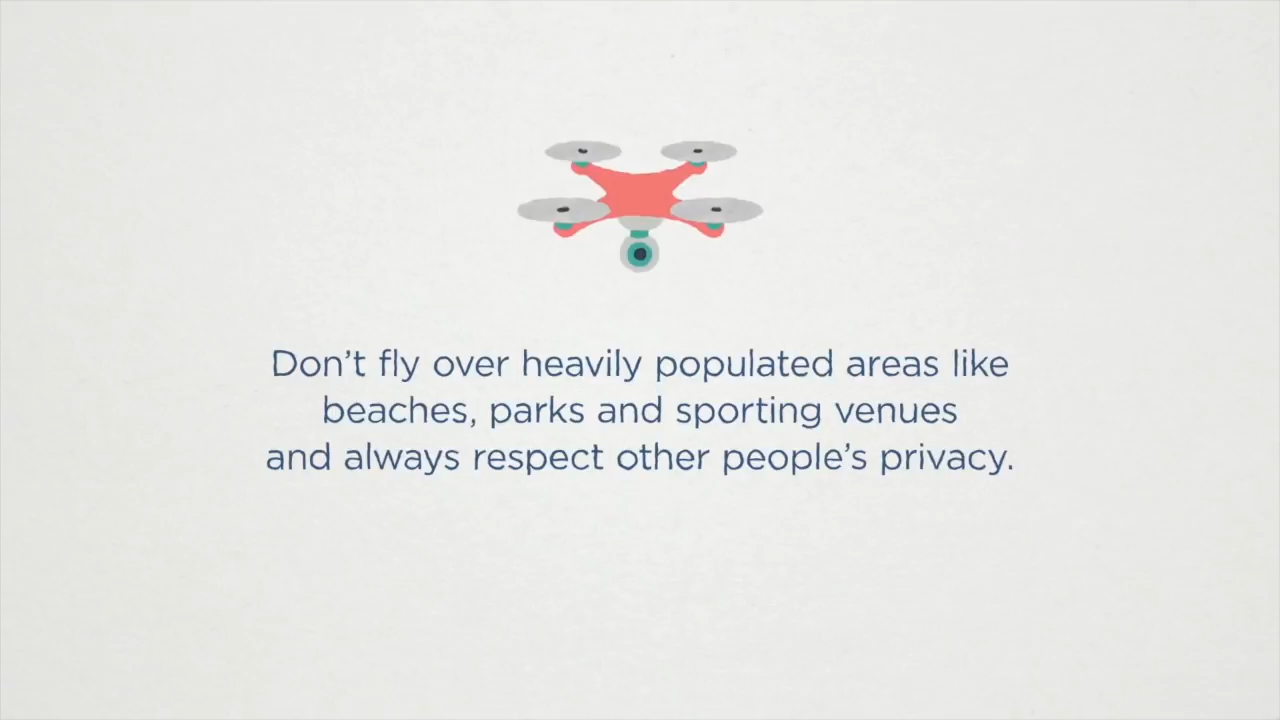 Don’t fly over heavily populated areas like
beaches, parks and sporting venues
and always respect other people’s privacy.